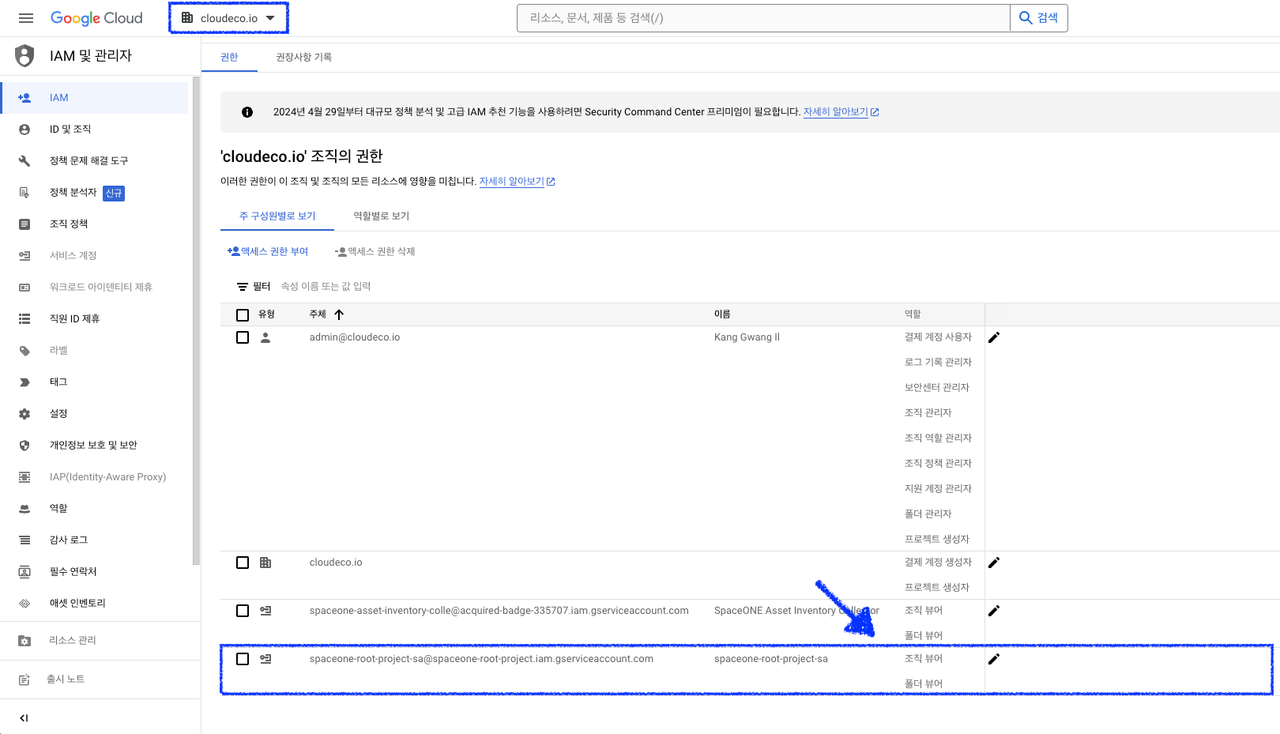 Google Cloud
cloudeco.io
리소스, 문서, 제품 등 검색(/)
검색
IAM 및 관리자
IAM
ID 및 조직
정책 문제 해결 도구
정책 분석자 신규
조직 정책
서비스 계정
워크로드 아이덴티티 제휴
직원 ID 제휴
라벨
태그
설정
개인정보 보호 및 보안
IAP(Identity-Aware Proxy)
역할
감사 로그
필수 연락처
애셋 인벤토리
리소스 관리
출시 노트
권한
권장사항 기록
2024년 4월 29일부터 대규모 정책 분석 및 고급 IAM 추천 기능을 사용하려면 Security Command Center 프리미엄이 필요합니다. 자세히 알아보기
'cloudeco.io' 조직의 권한
이러한 권한이 이 조직 및 조직의 모든 리소스에 영향을 미칩니다. 자세히 알아보기
주 구성원별로 보기
역할별로 보기
액세스 권한 부여
액세스 권한 삭제
필터 속성 이름 또는 값 입력
유형 주체 이름 역할
admin@cloudeco.io Kang Gwang Il 결제 계정 사용자
로그 기록 관리자
보안센터 관리자
조직 관리자
조직 역할 관리자
조직 정책 관리자
지원 계정 관리자
폴더 관리자
프로젝트 생성자
cloudeco.io 결제 계정 생성자
프로젝트 생성자
spaceone-asset-inventory-colle@acquired-badge-335707.iam.gserviceaccount.com SpaceONE Asset Inventory Collector 조직 뷰어
폴더 뷰어
spaceone-root-project-sa@spaceone-root-project.iam.gserviceaccount.com spaceone-root-project-sa 조직 뷰어
폴더 뷰어